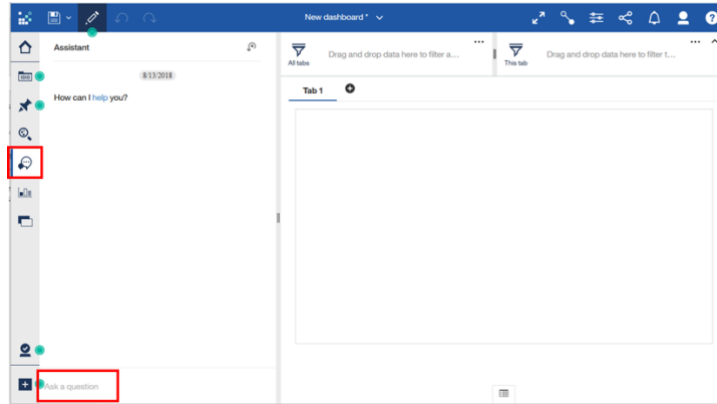 New dashboard *
Assistant
All tabs
Drag and drop data here to filter a...
This tab
Drag and drop data here to filter t...
8/13/2018
How can I help you?
Tab 1
Ask a question